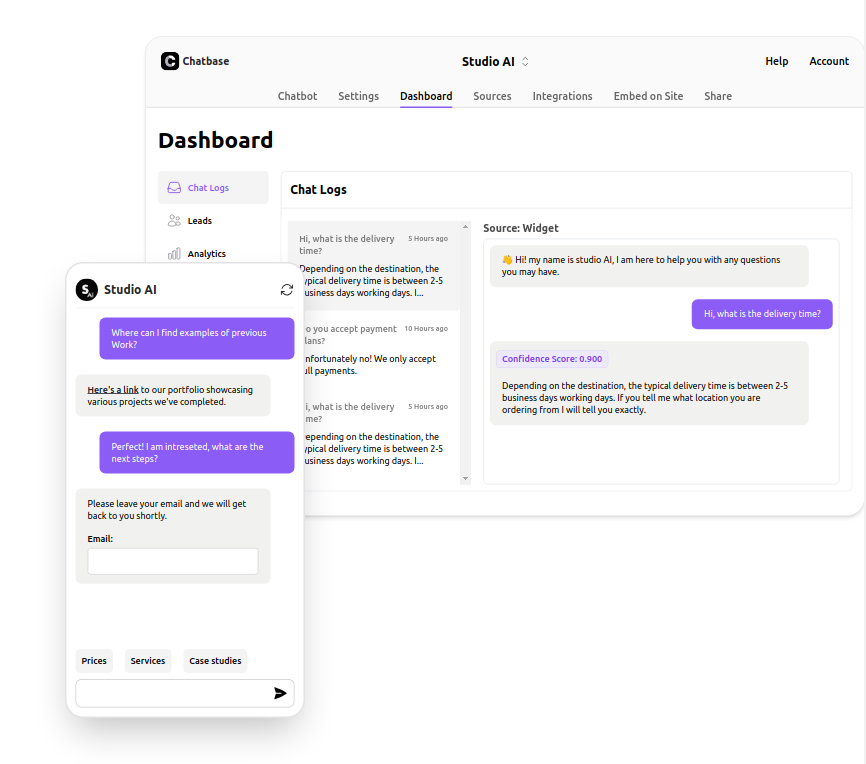 Chatbase
Studio AI
Help
Account
Chatbot
Settings
Dashboard
Sources
Integrations
Embed on Site
Share
Dashboard
Chat Logs
Leads
Analytics
Chat Logs
Hi, what is the delivery
time?
5 Hours ago
Depending on the destination, the
typical delivery time is between 2-5
business days working days. I...
o you accept payment
lans?
10 Hours ago
nfortunately no! We only accept
ull payments.
i, what is the delivery
me?
5 Hours ago
epending on the destination, the
ypical delivery time is between 2-5
usiness days working days. I...
Source: Widget
👋 Hi! my name is studio AI, I am here to help you with any questions
you may have.
Hi, what is the delivery time?
Confidence Score: 0.900
Depending on the destination, the typical delivery time is between 2-5
business days working days. If you tell me what location you are
ordering from I will tell you exactly.
S AI
Studio AI
Where can I find examples of previous
Work?
Here's a link to our portfolio showcasing
various projects we've completed.
Perfect! I am intreseted, what are the
next steps?
Please leave your email and we will get
back to you shortly.
Email:
Prices
Services
Case studies